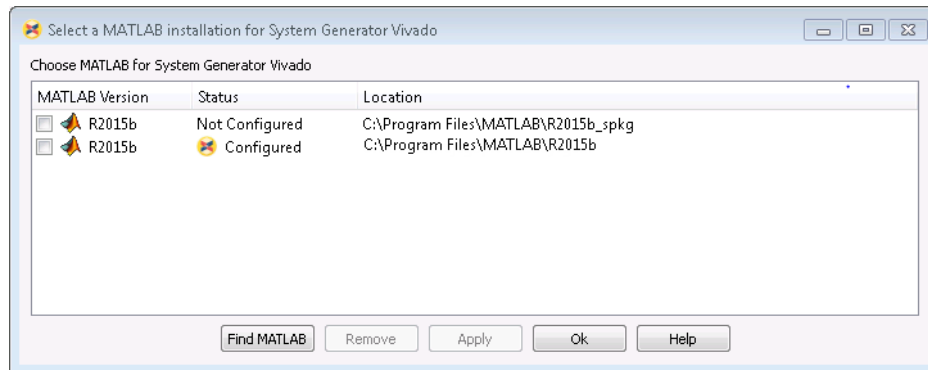 Select a MATLAB installation for System Generator Vivado
Choose MATLAB for System Generator Vivado
MATLAB Version Status Location
R2015b Not Configured C:\Program Files\MATLAB\R2015b_spkg
R2015b Configured C:\Program Files\MATLAB\R2015b
Find MATLAB Remove Apply Ok Help